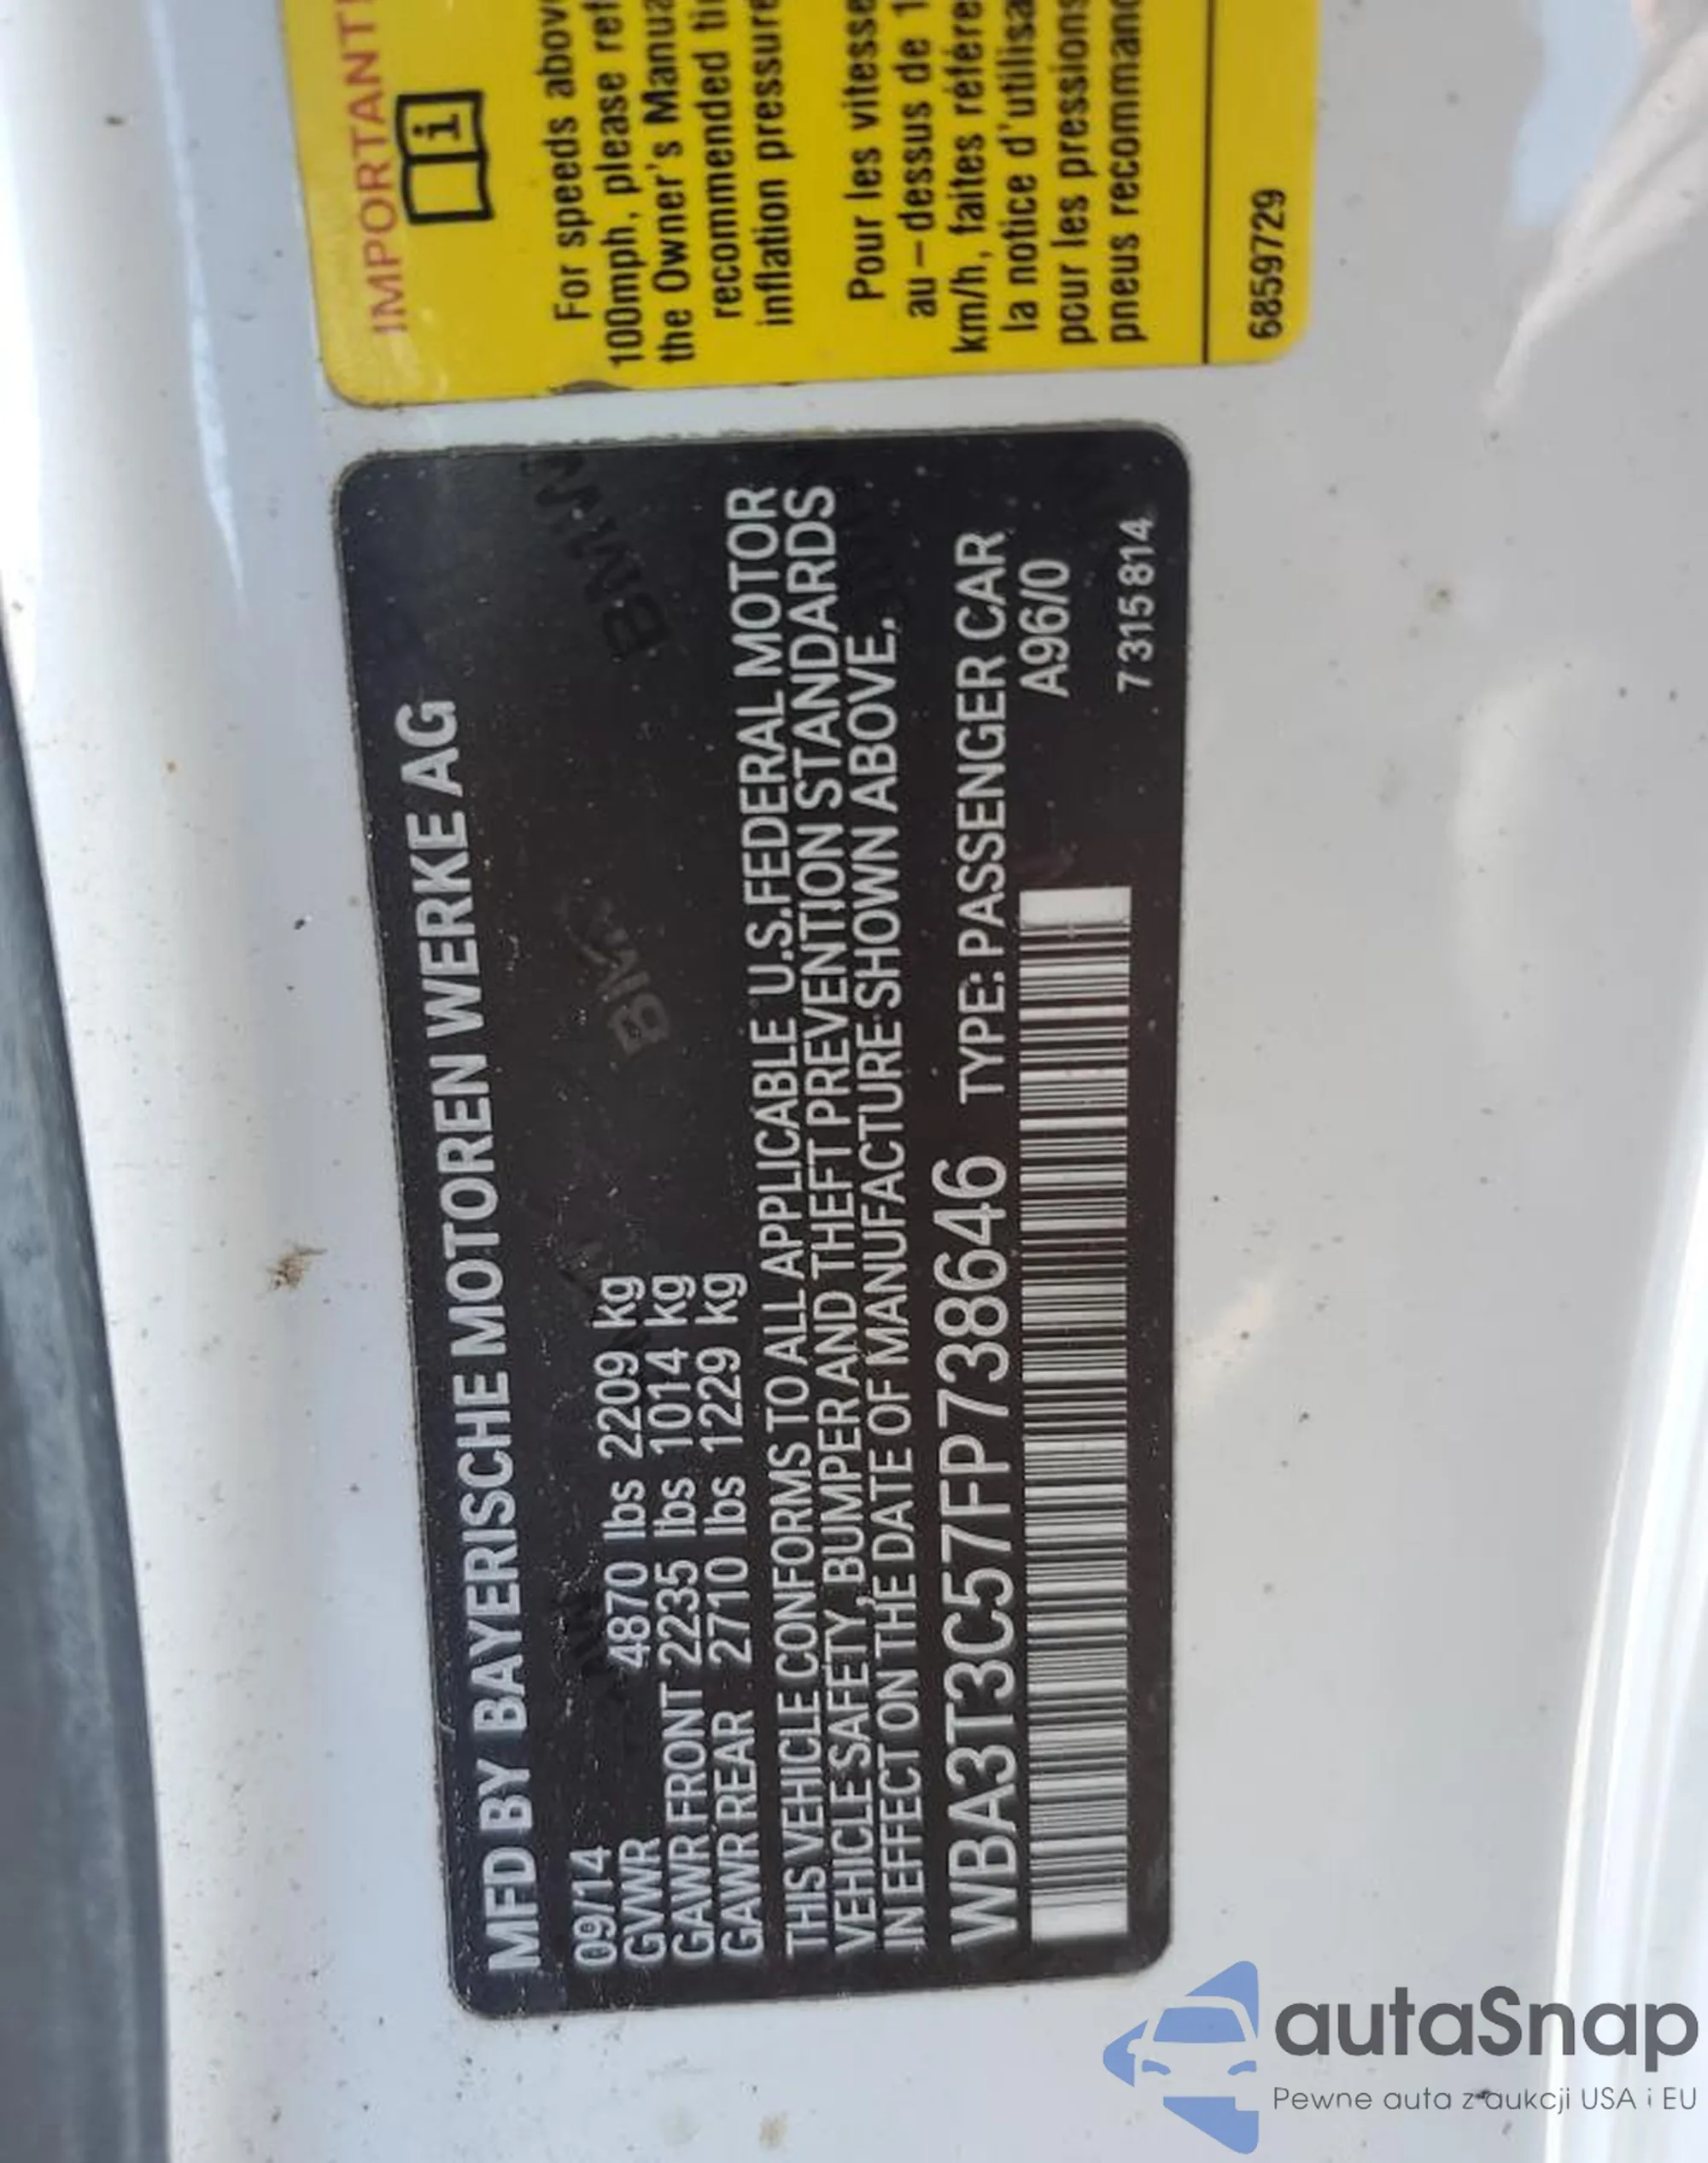 IMPORTANT
i
For speeds above
100mph, please ref
the Owner's Manua
recommended ti
inflation pressure
Pour les vitesse
au-dessus de 1
km/h, faites référe
la notice d'utilisa
pour les pressions
pneus recommand
6859729
MFD BY BAYERISCHE MOTOREN WERKE AG
09/14
GVWR 4870 lbs 2209 kg
GAWR FRONT 2235 lbs 1014 kg
GAWR REAR 2710 lbs 1229 kg
THIS VEHICLE CONFORMS TO ALL APPLICABLE U.S.FEDERAL MOTOR
VEHICLE SAFETY, BUMPER AND THEFT PREVENTION STANDARDS
IN EFFECT ON THE DATE OF MANUFACTURE SHOWN ABOVE.
WBA3T3C57FP738646 TYPE: PASSENGER CAR
A96/0
7 315 814
autaSnap
Pewne auta z aukcji USA i EU